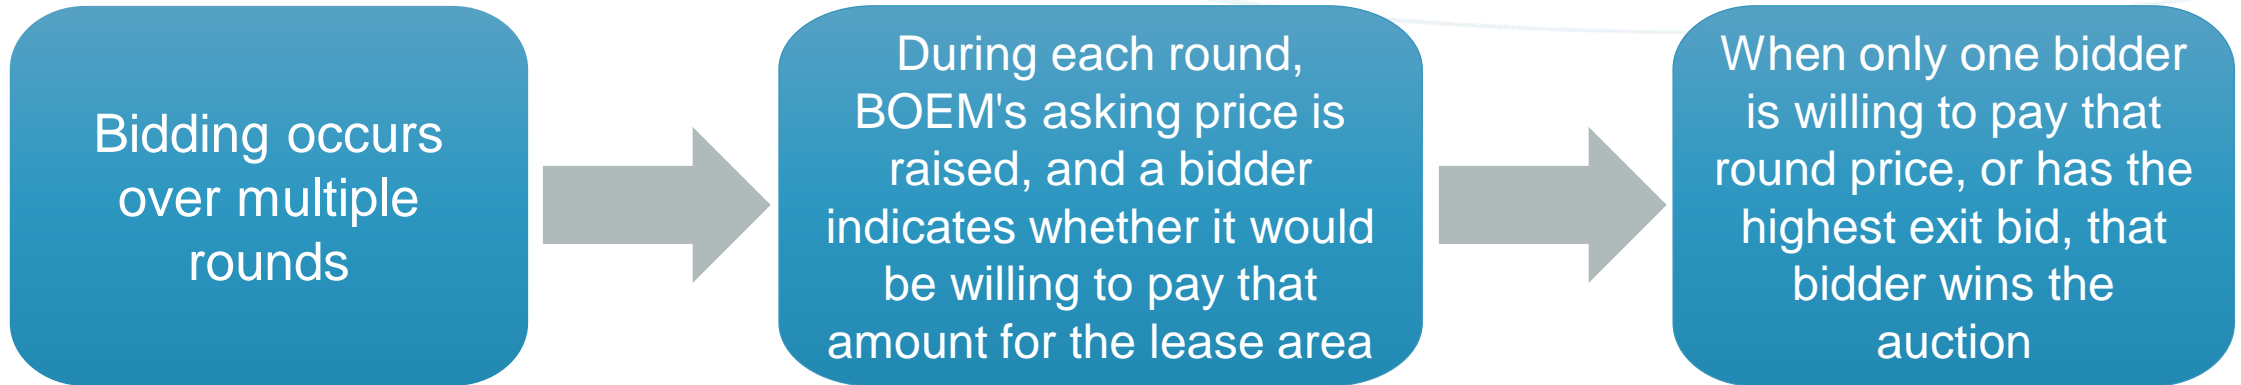 Bidding occurs
over multiple
rounds
During each round,
BOEM's asking price is
raised, and a bidder
indicates whether it would
be willing to pay that
amount for the lease area
When only one bidder
is willing to pay that
round price, or has the
highest exit bid, that
bidder wins the
auction